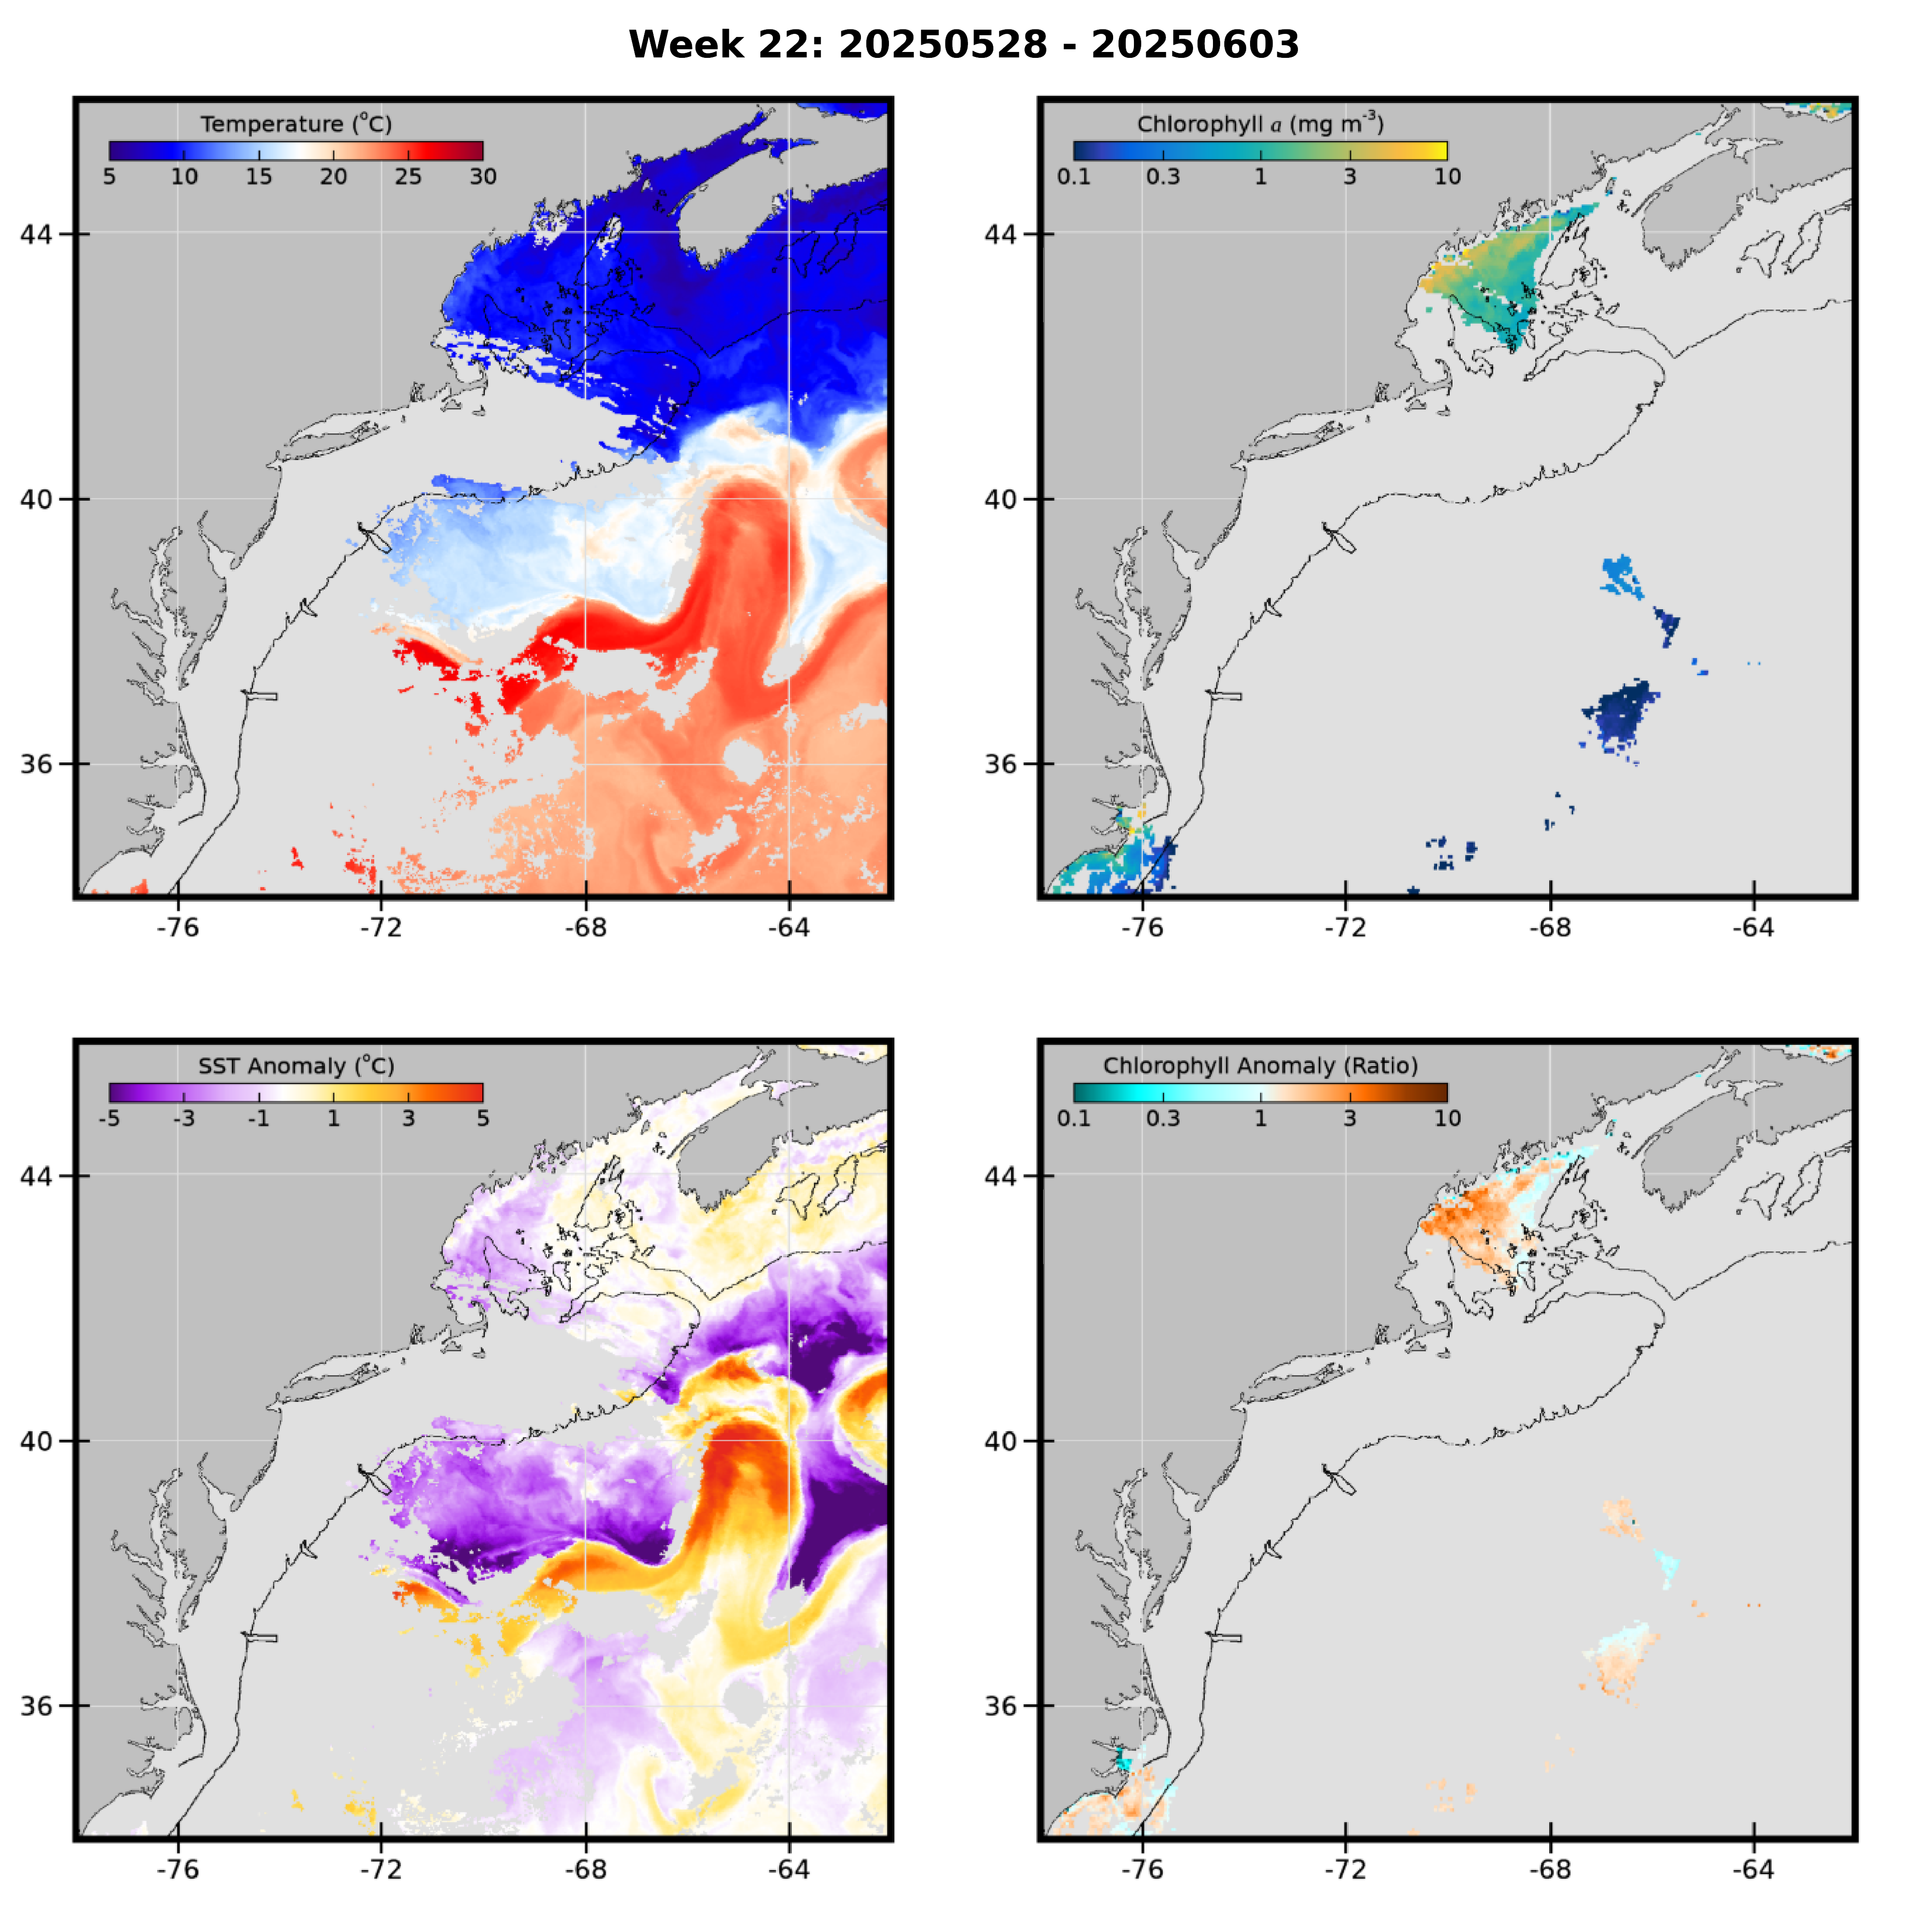 Week 22: 20250528 - 20250603
Temperature (°C)
5 10 15 20 25 30
44
40
36
-76 -72 -68 -64
Chlorophyll a (mg m⁻³)
0.1 0.3 1 3 10
44
40
36
-76 -72 -68 -64
SST Anomaly (°C)
-5 -3 -1 1 3 5
44
40
36
-76 -72 -68 -64
Chlorophyll Anomaly (Ratio)
0.1 0.3 1 3 10
44
40
36
-76 -72 -68 -64